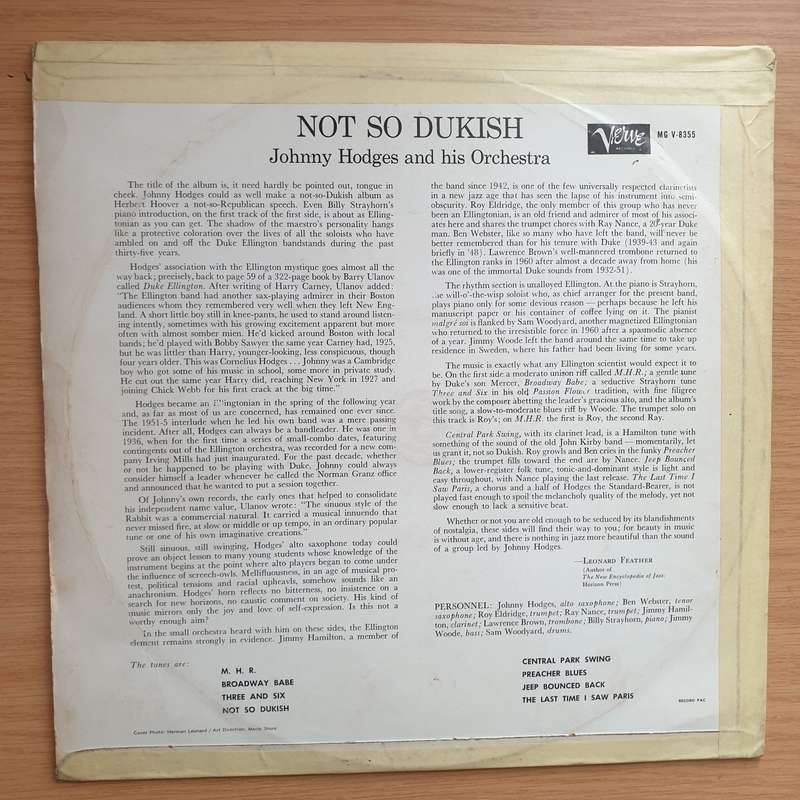 NOT SO DUKISH
Johnny Hodges and his Orchestra
Verve
RECORDS
MG V-8355
The title of the album is, it need hardly be pointed out, tongue in
cheek. Johnny Hodges could as well make a not-so-Dukish album as
Herbert Hoover a not-so-Republican speech. Even Billy Strayhorn's
piano introduction, on the first track of the first side, is about as Elling-
tonian as you can get. The shadow of the maestro's personality hangs
like a protective coloration over the lives of all the soloists who have
ambled on and off the Duke Ellington bandstands during the past
thirty-five years.
Hodges' association with the Ellington mystique goes almost all the
way back; precisely, back to page 59 of a 322-page book by Barry Ulanov
called Duke Ellington. After writing of Harry Carney, Ulanov added:
"The Ellington band had another sax-playing admirer in their Boston
audiences whom they remembered very well when they left New Eng-
land. A short little boy still in knee-pants, he used to stand around listen-
ing intently, sometimes with his growing excitement apparent but more
often with almost somber mien. He'd kicked around Boston with local
bands; he'd played with Bobby Sawyer the same year Carney had, 1925,
but he was littler than Harry, younger-looking, less conspicuous, though
four years older. This was Cornelius Hodges . . . Johnny was a Cambridge
boy who got some of his music in school, some more in private study.
He cut out the same year Harry did, reaching New York in 1927 and
joining Chick Webb for his first crack at the big time."
Hodges became an Ellingtonian in the spring of the following year
and, as far as most of us are concerned, has remained one ever since.
The 1951-5 interlude when he led his own band was a mere passing
incident. After all, Hodges can always be a bandleader. He was one in
1936, when for the first time a series of small-combo dates, featuring
contingents out of the Ellington orchestra, was recorded for a new com-
pany Irving Mills had just inaugurated. For the past decade, whether
or not he happened to be playing with Duke, Johnny could always
consider himself a leader whenever he called the Norman Granz office
and announced that he wanted to put a session together.
Of Johnny's own records, the early ones that helped to consolidate
his independent name value, Ulanov wrote: "The sinuous style of the
Rabbit was a commercial natural. It carried a musical innuendo that
never missed fire, at slow or middle or up tempo, in an ordinary popular
tune or one of his own imaginative creations."
Still sinuous, still swinging, Hodges' alto saxophone today could
prove an object lesson to many young students whose knowledge of the
instrument begins at the point where alto players began to come under
the influence of screech-owls. Mellifluousness, in an age of musical pro-
test, political tensions and racial upheavals, somehow sounds like an
anachronism. Hodges' horn reflects no bitterness, no insistence on a
search for new horizons, no caustic comment on society. His kind of
music mirrors only the joy and love of self-expression. Is this not a
worthy enough aim?
In the small orchestra heard with him on these sides, the Ellington
element remains strongly in evidence. Jimmy Hamilton, a member of
the band since 1942, is one of the few universally respected clarinetists
in a new jazz age that has seen the lapse of his instrument into semi-
obscurity. Roy Eldridge, the only member of this group who has never
been an Ellingtonian, is an old friend and admirer of most of his associ-
ates here and shares the trumpet chores with Ray Nance, a 20-year Duke
man. Ben Webster, like so many who have left the band, will never be
better remembered than for his tenure with Duke (1939-43 and again
briefly in '48). Lawrence Brown's well-mannered trombone returned to
the Ellington ranks in 1960 after almost a decade away from home (his
was one of the immortal Duke sounds from 1932-51).
The rhythm section is unalloyed Ellington. At the piano is Strayhorn,
the will-o'-the-wisp soloist who, as chief arranger for the present band,
plays piano only for some devious reason — perhaps because he left his
manuscript paper or his container of coffee lying on it. The pianist
malgré soi is flanked by Sam Woodyard, another magnetized Ellingtonian
who returned to the irresistible force in 1960 after a spasmodic absence
of a year. Jimmy Woode left the band around the same time to take up
residence in Sweden, where his father had been living for some years.
The music is exactly what any Ellington scientist would expect it to
be. On the first side a moderato unison riff called M.H.R.; a gentle tune
by Duke's son Mercer, Broadway Babe; a seductive Strayhorn tune
Three and Six in his old Passion Flower tradition, with fine filigree
work by the composer abetting the leader's gracious alto, and the album's
title song, a slow-to-moderate blues riff by Woode. The trumpet solo on
this track is Roy's; on M.H.R. the first is Roy, the second Ray.
Central Park Swing, with its clarinet lead, is a Hamilton tune with
something of the sound of the old John Kirby band — momentarily, let
us grant it, not so Dukish. Roy growls and Ben cries in the funky Preacher
Blues; the trumpet fills toward the end are by Nance. Jeep Bounced
Back, a lower-register folk tune, tonic-and-dominant style is light and
easy throughout, with Nance playing the last release. The Last Time I
Saw Paris, a chorus and a half of Hodges the Standard-Bearer, is not
played fast enough to spoil the melancholy quality of the melody, yet not
slow enough to lack a sensitive beat.
Whether or not you are old enough to be seduced by its blandishments
of nostalgia, these sides will find their way to you; for beauty in music
is without age, and there is nothing in jazz more beautiful than the sound
of a group led by Johnny Hodges.
—LEONARD FEATHER
(Author of
The New Encyclopedia of Jazz:
Horizon Press)
PERSONNEL: Johnny Hodges, alto saxophone; Ben Webster, tenor
saxophone; Roy Eldridge, trumpet; Ray Nance, trumpet; Jimmy Hamil-
ton, clarinet; Lawrence Brown, trombone; Billy Strayhorn, piano; Jimmy
Woode, bass; Sam Woodyard, drums.
The tunes are:
M. H. R.
BROADWAY BABE
THREE AND SIX
NOT SO DUKISH
CENTRAL PARK SWING
PREACHER BLUES
JEEP BOUNCED BACK
THE LAST TIME I SAW PARIS
RECORD PAC
Cover Photo: Herman Leonard / Art Direction, Merle Shore